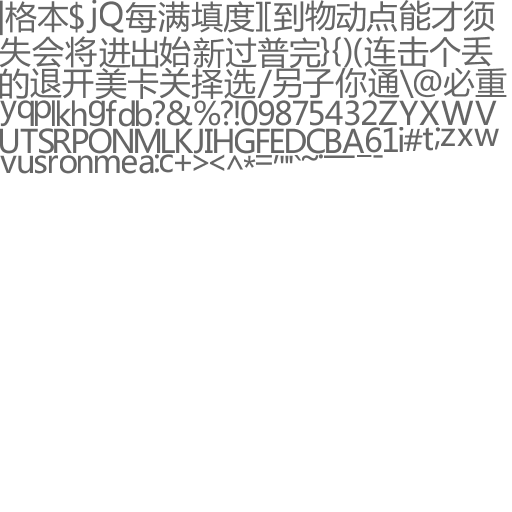 |格本$jQ每满填度][到物动点能才须
失会将进出始新过普完}{)(连击个丢
的退开美卡关择选/另子你通\@必重
yqplkhgfdb?&%?!09875432ZYXWV
UTSRPONMLKJIHGFEDCBA61i#t;zxw
vusronmea:c+><^*=′"''`~·—–-